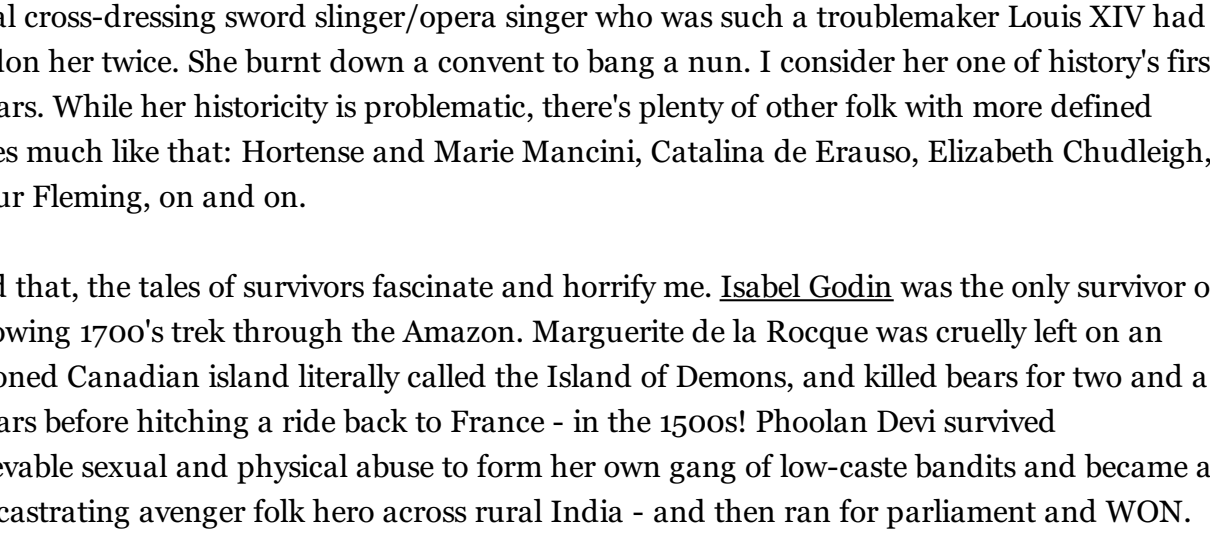 al cross-dressing sword slinger/opera singer who was such a troublemaker Louis XIV had
lon her twice. She burnt down a convent to bang a nun. I consider her one of history's firs
ars. While her historicity is problematic, there's plenty of other folk with more defined
es much like that: Hortense and Marie Mancini, Catalina de Erauso, Elizabeth Chudleigh,
ur Fleming, on and on.
d that, the tales of survivors fascinate and horrify me. Isabel Godin was the only survivor o
owing 1700's trek through the Amazon. Marguerite de la Rocque was cruelly left on an
oned Canadian island literally called the Island of Demons, and killed bears for two and a
ars before hitching a ride back to France - in the 1500s! Phoolan Devi survived
evable sexual and physical abuse to form her own gang of low-caste bandits and became a
castrating avenger folk hero across rural India - and then ran for parliament and WON.